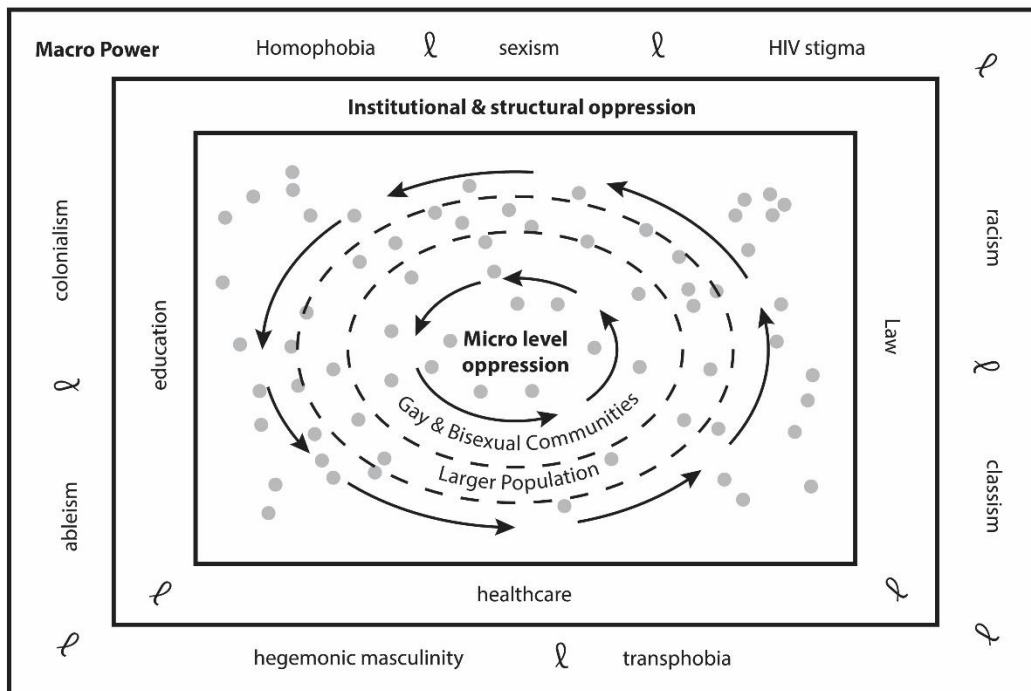 Macro Power
Homophobia ℓ sexism ℓ HIV stigma ℓ
Institutional & structural oppression
colonialism
ℓ
ableism
education
Micro level
oppression
Gay & Bisexual Communities
Larger Population
Law
racism
ℓ
classism
ℓ healthcare ℓ
ℓ hegemonic masculinity ℓ transphobia ℓ